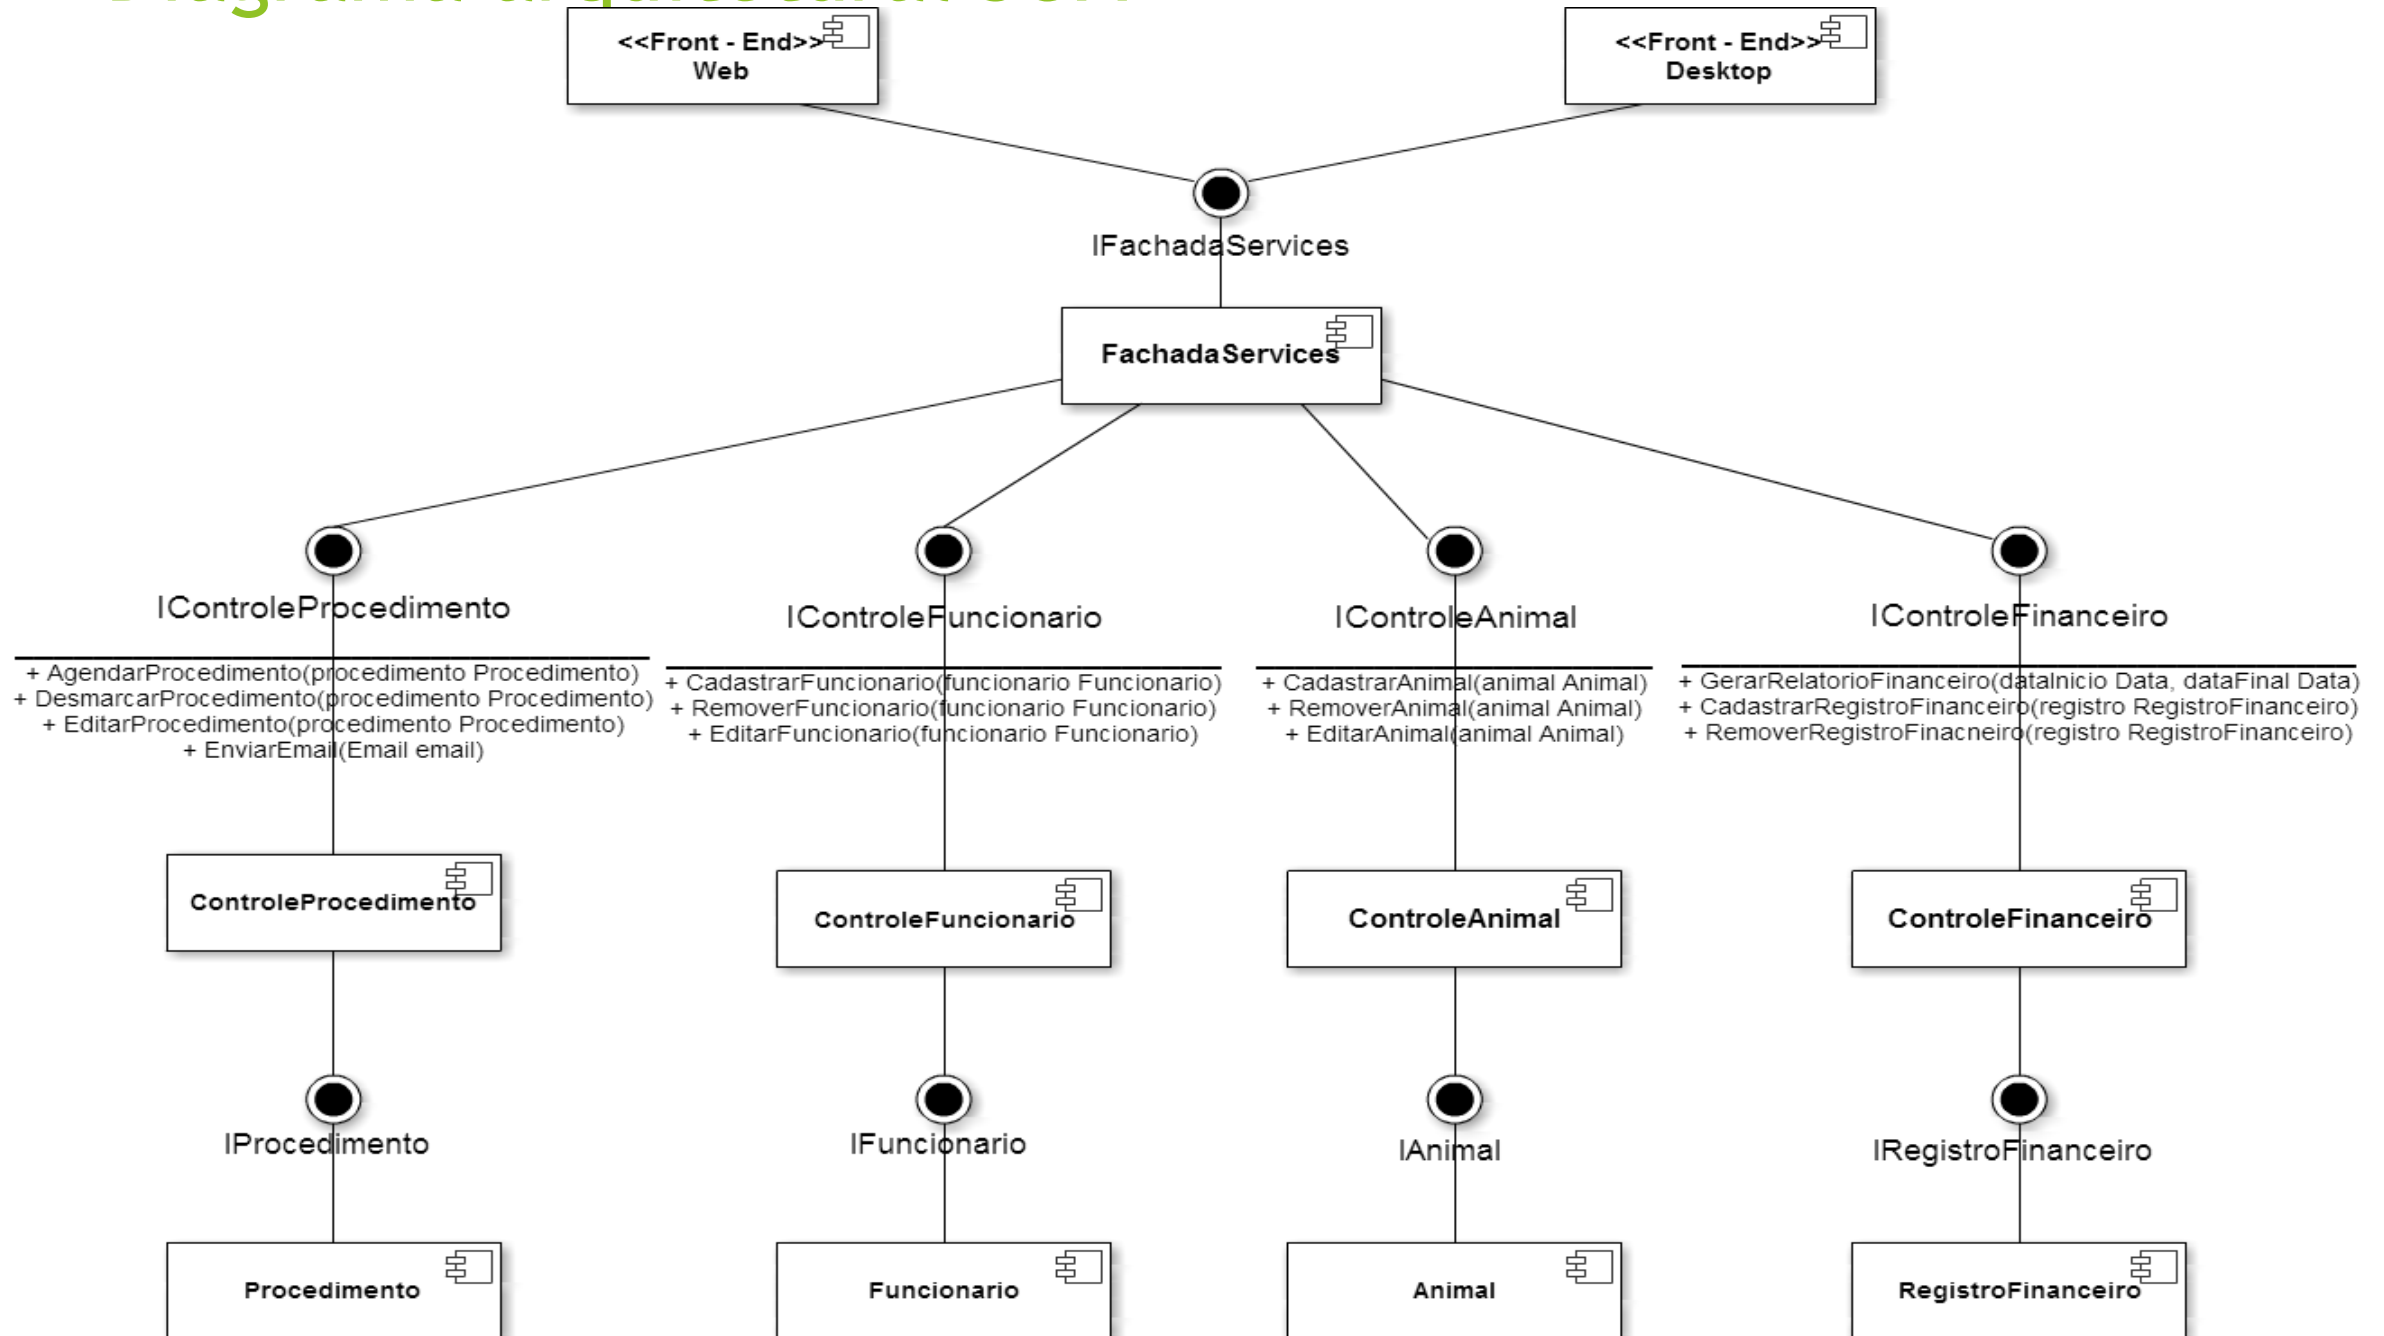 <<Front - End>>
Web
<<Front - End>>
Desktop
IFachadaServices
FachadaServices
IControleProcedimento
+ AgendarProcedimento(procedimento Procedimento)
+ DesmarcarProcedimento(procedimento Procedimento)
+ EditarProcedimento(procedimento Procedimento)
+ EnviarEmail(Email email)
IControleFuncionario
+ CadastrarFuncionario(funcionario Funcionario)
+ RemoverFuncionario(funcionario Funcionario)
+ EditarFuncionario(funcionario Funcionario)
IControleAnimal
+ CadastrarAnimal(animal Animal)
+ RemoverAnimal(animal Animal)
+ EditarAnimal(animal Animal)
IControleFinanceiro
+ GerarRelatorioFinanceiro(dataInicio Data, dataFinal Data)
+ CadastrarRegistroFinanceiro(registro RegistroFinanceiro)
+ RemoverRegistroFinacneiro(registro RegistroFinanceiro)
ControleProcedimento
ControleFuncionario
ControleAnimal
ControleFinanceiro
IProcedimento
IFuncionario
IAnimal
IRegistroFinanceiro
Procedimento
Funcionario
Animal
RegistroFinanceiro